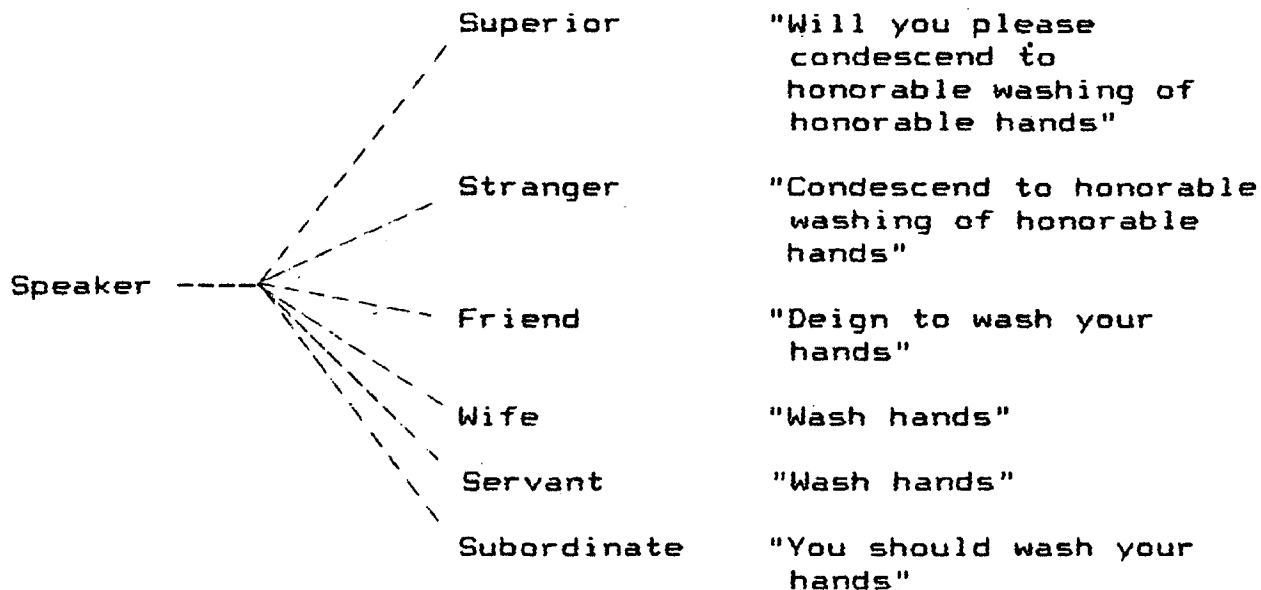 Superior "Will you please
condescend to
honorable washing of
honorable hands"
Stranger "Condescend to honorable
washing of honorable
hands"
Speaker
Friend "Deign to wash your
hands"
Wife "Wash hands"
Servant "Wash hands"
Subordinate "You should wash your
hands"